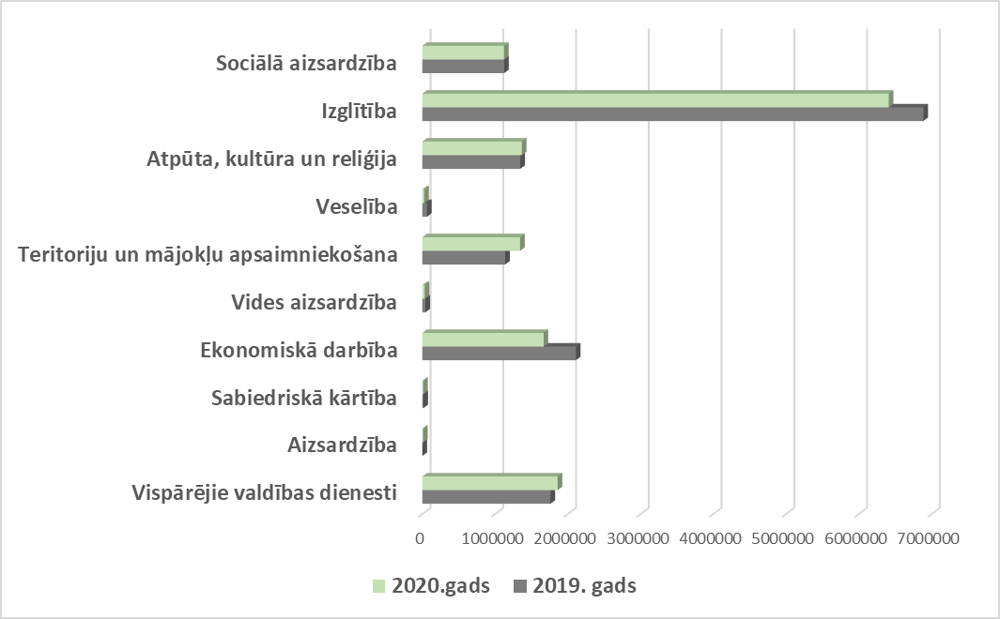 Sociālā aizsardzība
Izglītība
Atpūta, kultūra un reliģija
Veselība
Teritoriju un mājokļu apsaimniekošana
Vides aizsardzība
Ekonomiskā darbība
Sabiedriskā kārtība
Aizsardzība
Vispārējie valdības dienesti
0 1000000 2000000 3000000 4000000 5000000 6000000 7000000
2020.gads 2019. gads